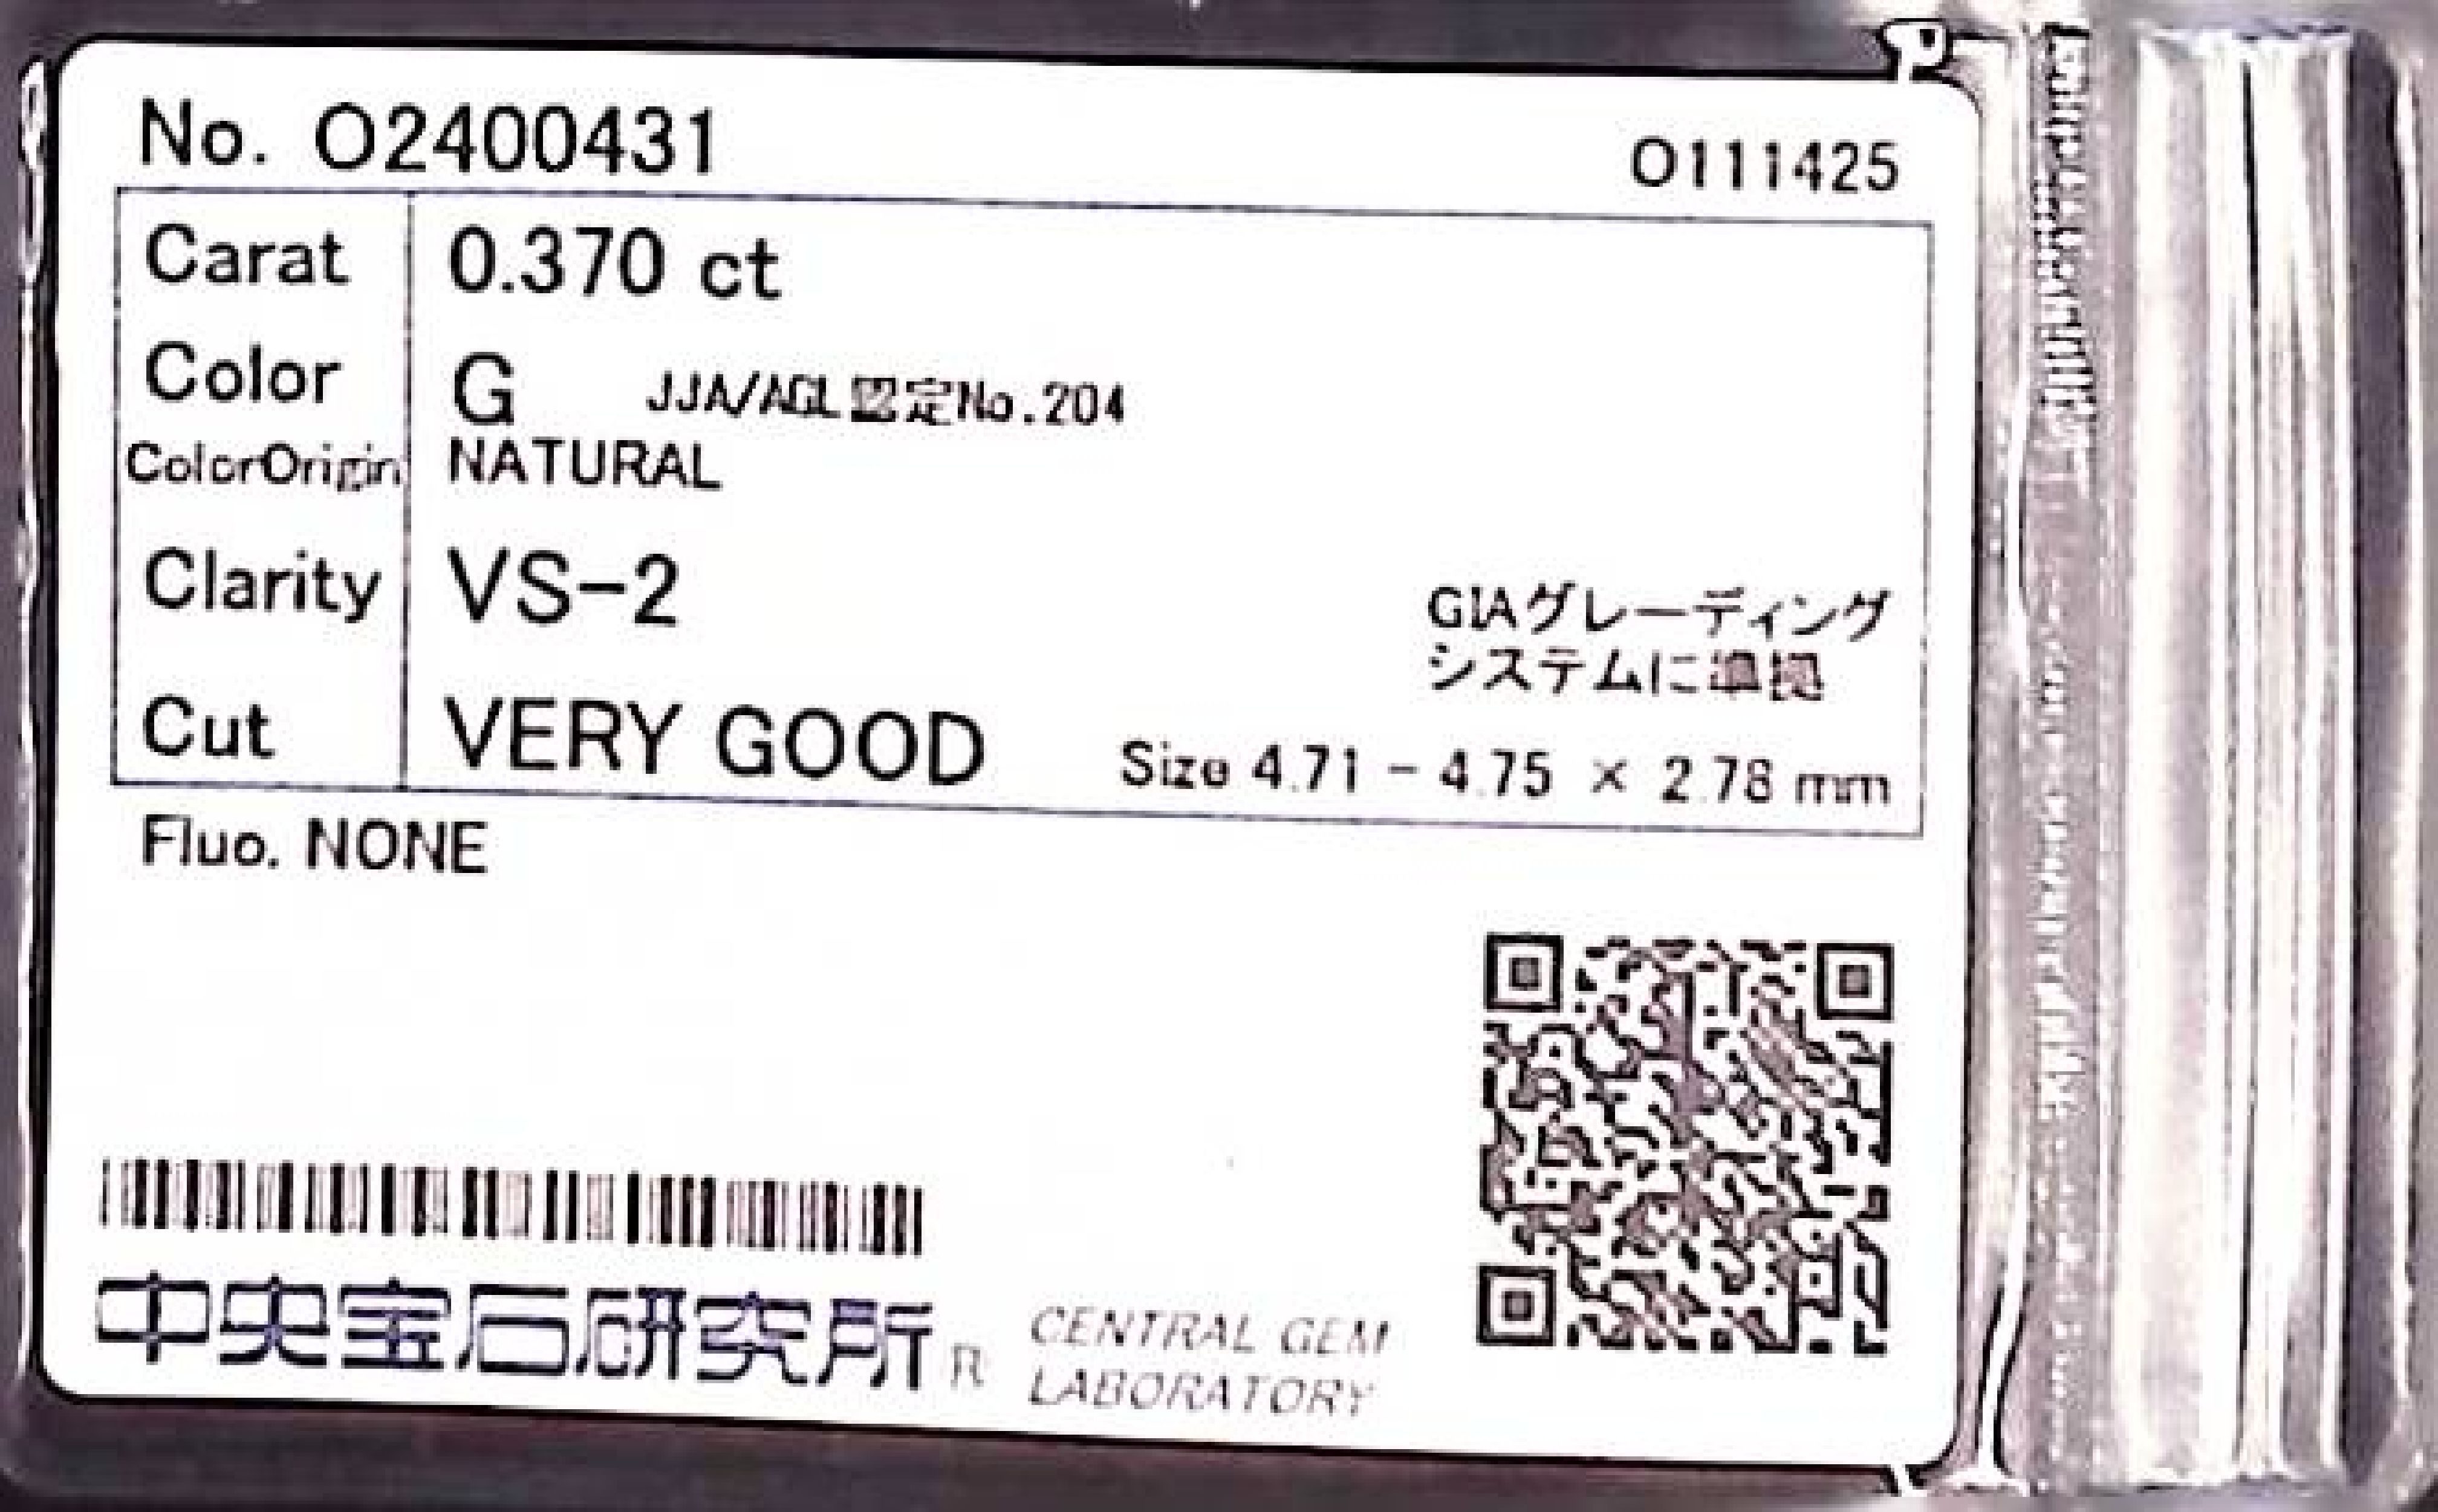 No. O2400431
O111425
Carat 0.370 ct
Color G JJA/AGL認定No.204
ColorOrigin NATURAL
Clarity VS-2
GIAグレーディング
システムに準拠
Cut VERY GOOD
Size 4.71 - 4.75 × 2.78 mm
Fluo. NONE
中央宝石研究所 R
CENTRAL GEM
LABORATORY